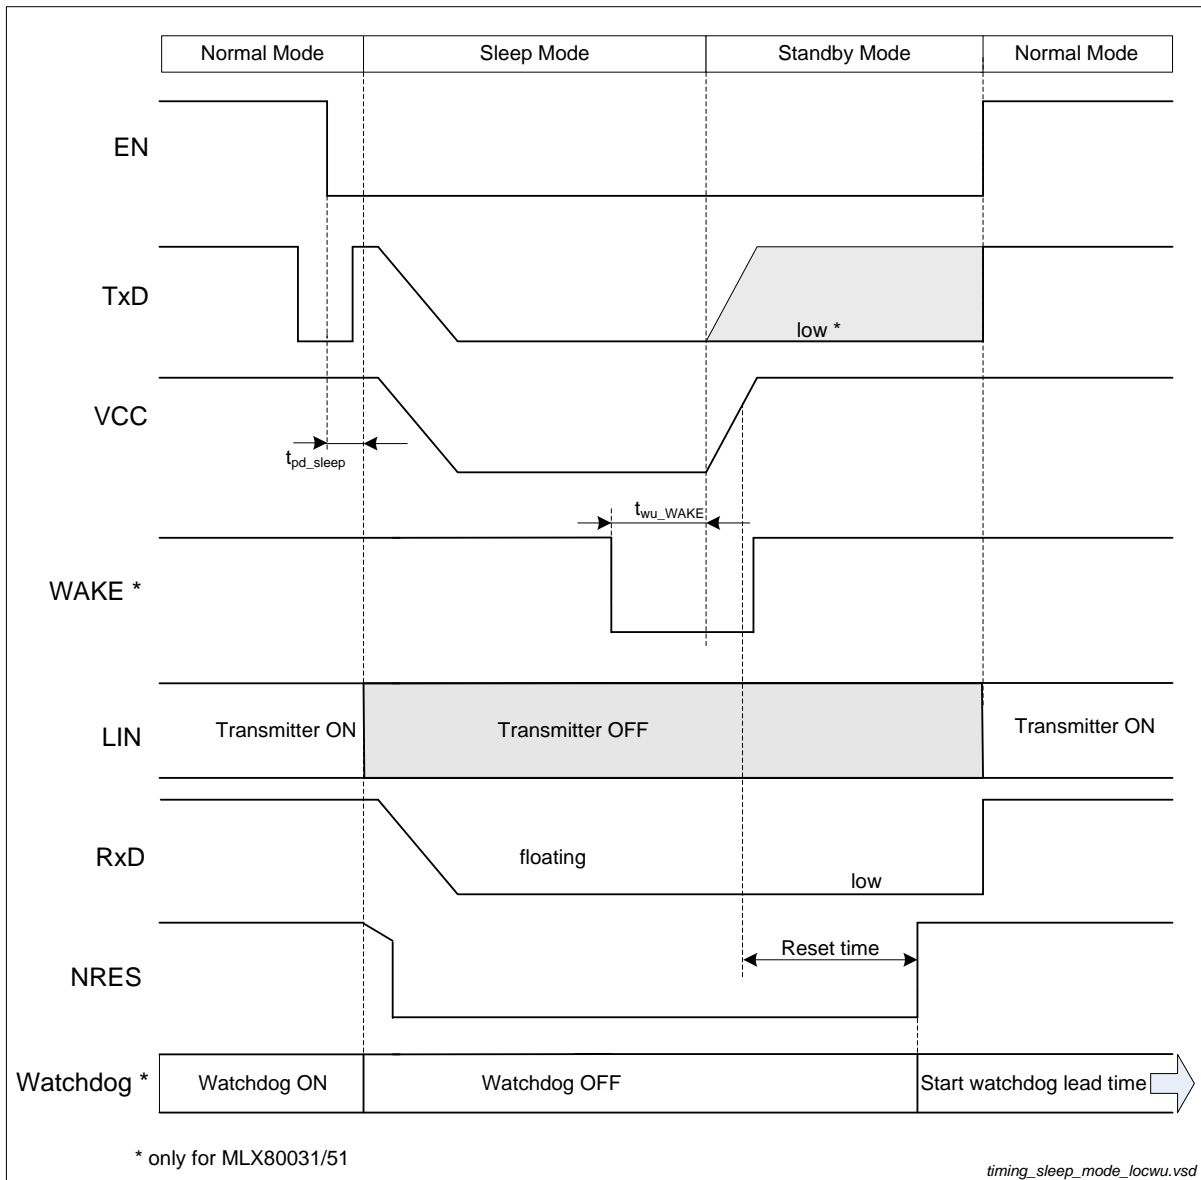 Normal Mode Sleep Mode Standby Mode Normal Mode
EN
TxD
low *
VCC
tpd_sleep
twu_WAKE
WAKE *
LIN
Transmitter ON Transmitter OFF Transmitter ON
RxD
floating
low
NRES
Reset time
Watchdog * Watchdog ON Watchdog OFF Start watchdog lead time
* only for MLX80031/51
timing_sleep_mode_locwu.vsd